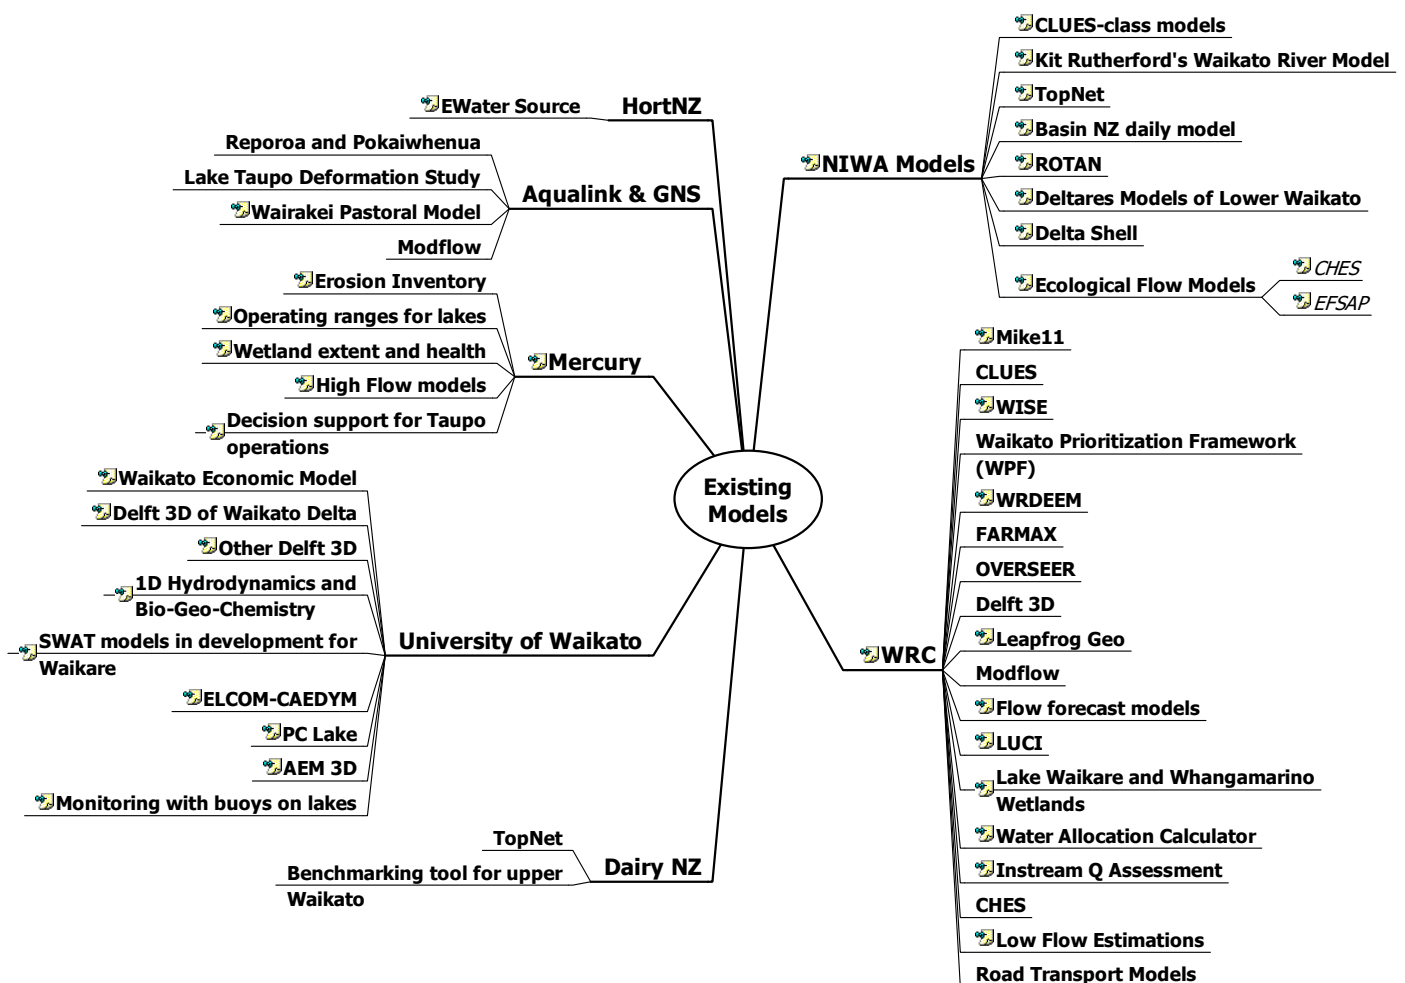 Existing
Models
HortNZ
EWater Source
Aqualink & GNS
Reporoa and Pokaiwhenua
Lake Taupo Deformation Study
Wairakei Pastoral Model
Modflow
Mercury
Erosion Inventory
Operating ranges for lakes
Wetland extent and health
High Flow models
Decision support for Taupo
operations
University of Waikato
Waikato Economic Model
Delft 3D of Waikato Delta
Other Delft 3D
1D Hydrodynamics and
Bio-Geo-Chemistry
SWAT models in development for
Waikare
ELCOM-CAEDYM
PC Lake
AEM 3D
Monitoring with buoys on lakes
Dairy NZ
TopNet
Benchmarking tool for upper
Waikato
NIWA Models
CLUES-class models
Kit Rutherford's Waikato River Model
TopNet
Basin NZ daily model
ROTAN
Deltares Models of Lower Waikato
Delta Shell
Ecological Flow Models
CHES
EFSAP
WRC
Mike11
CLUES
WISE
Waikato Prioritization Framework
(WPF)
WRDEEM
FARMAX
OVERSEER
Delft 3D
Leapfrog Geo
Modflow
Flow forecast models
LUCI
Lake Waikare and Whangamarino
Wetlands
Water Allocation Calculator
Instream Q Assessment
CHES
Low Flow Estimations
Road Transport Models